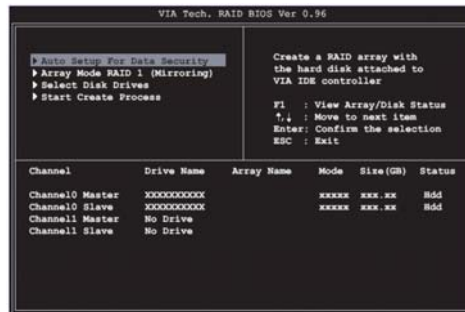 VIA Tech. RAID BIOS Ver 0.96
Auto Setup For Data Security
Array Mode RAID 1 (Mirroring)
Select Disk Drives
Start Create Process
Create a RAID array with
the hard disk attached to
VIA IDE controller
F1 : View Array/Disk Status
↑,↓ : Move to next item
Enter: Confirm the selection
ESC : Exit
Channel Drive Name Array Name Mode Size(GB) Status
Channel0 Master XXXXXXXXXX XXXXX XXX.XX Hdd
Channel0 Slave XXXXXXXXXX XXXXX XXX.XX Hdd
Channel1 Master No Drive
Channel1 Slave No Drive